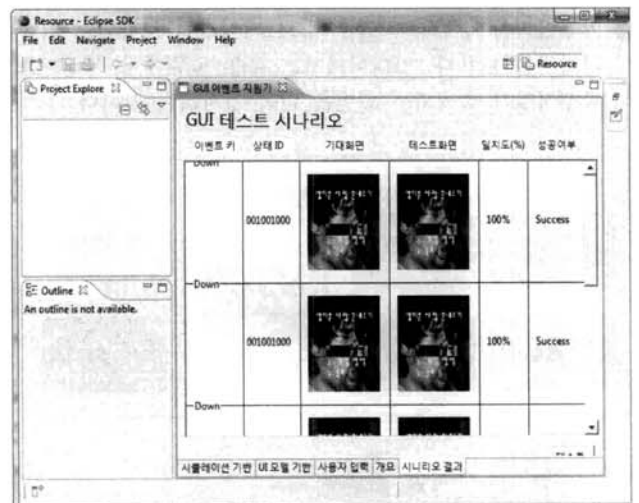 Resource - Eclipse SDK
File Edit Navigate Project Window Help
Resource
Project Explore
GUI 이벤트 지원기
GUI 테스트 시나리오
이벤트 키 상태 ID 기대화면 테스트화면 일치도(%) 성공여부
Down
001001000 100% Success
Down
001001000 100% Success
Down
Outline
An outline is not available.
시뮬레이션 기반 UI 모델 기반 사용자 입력 개요 시나리오 결과